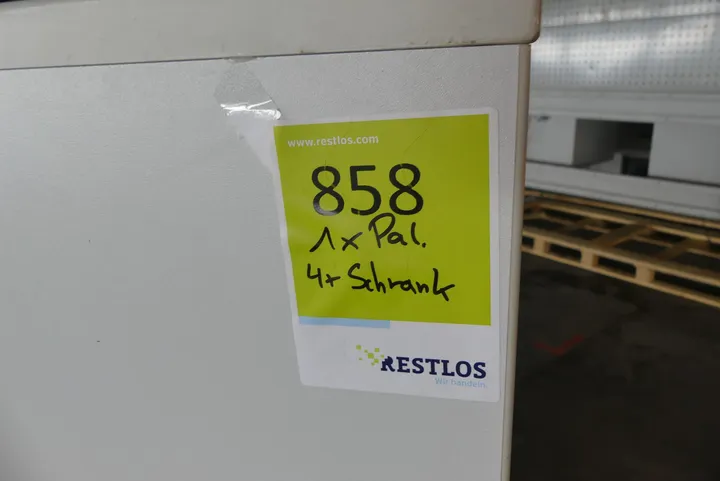 www.restlos.com
858
1x Pal.
4x Schrank
RESTLOS
Wir handeln.